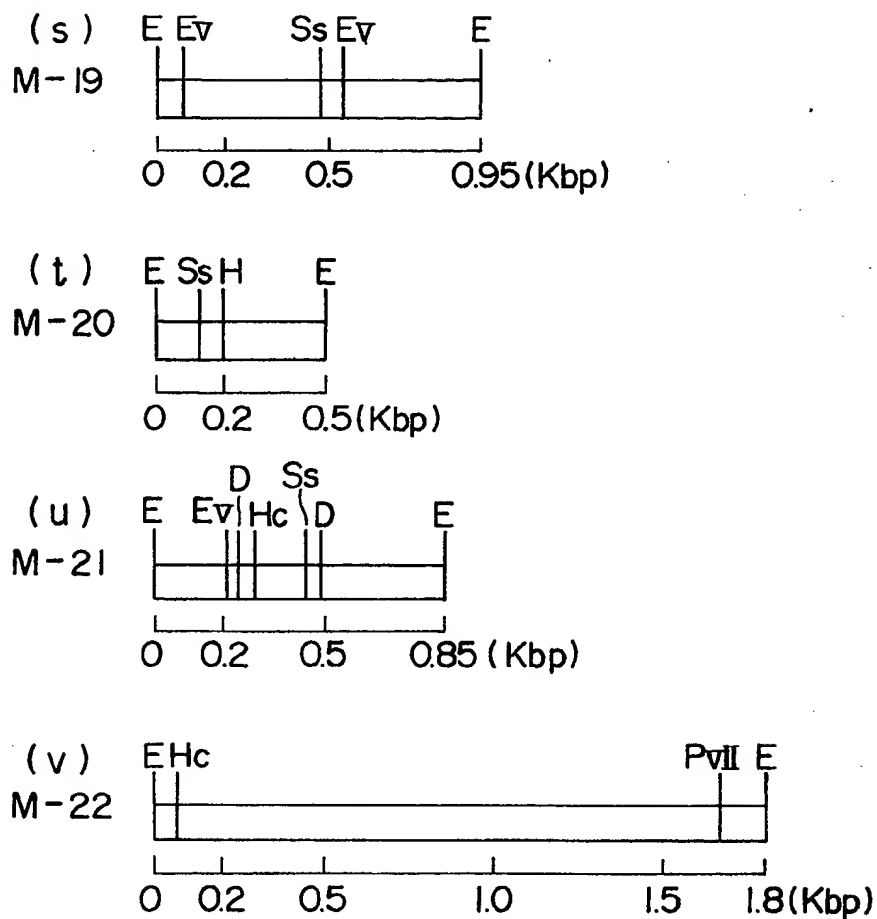 (s) E Ev Ss Ev E
M-19
0 0.2 0.5 0.95(Kbp)
(t) E Ss H E
M-20
0 0.2 0.5(Kbp)
D Ss
(u) E Ev Hc D E
M-21
0 0.2 0.5 0.85(Kbp)
(v) E Hc PvII E
M-22
0 0.2 0.5 1.0 1.5 1.8(Kbp)